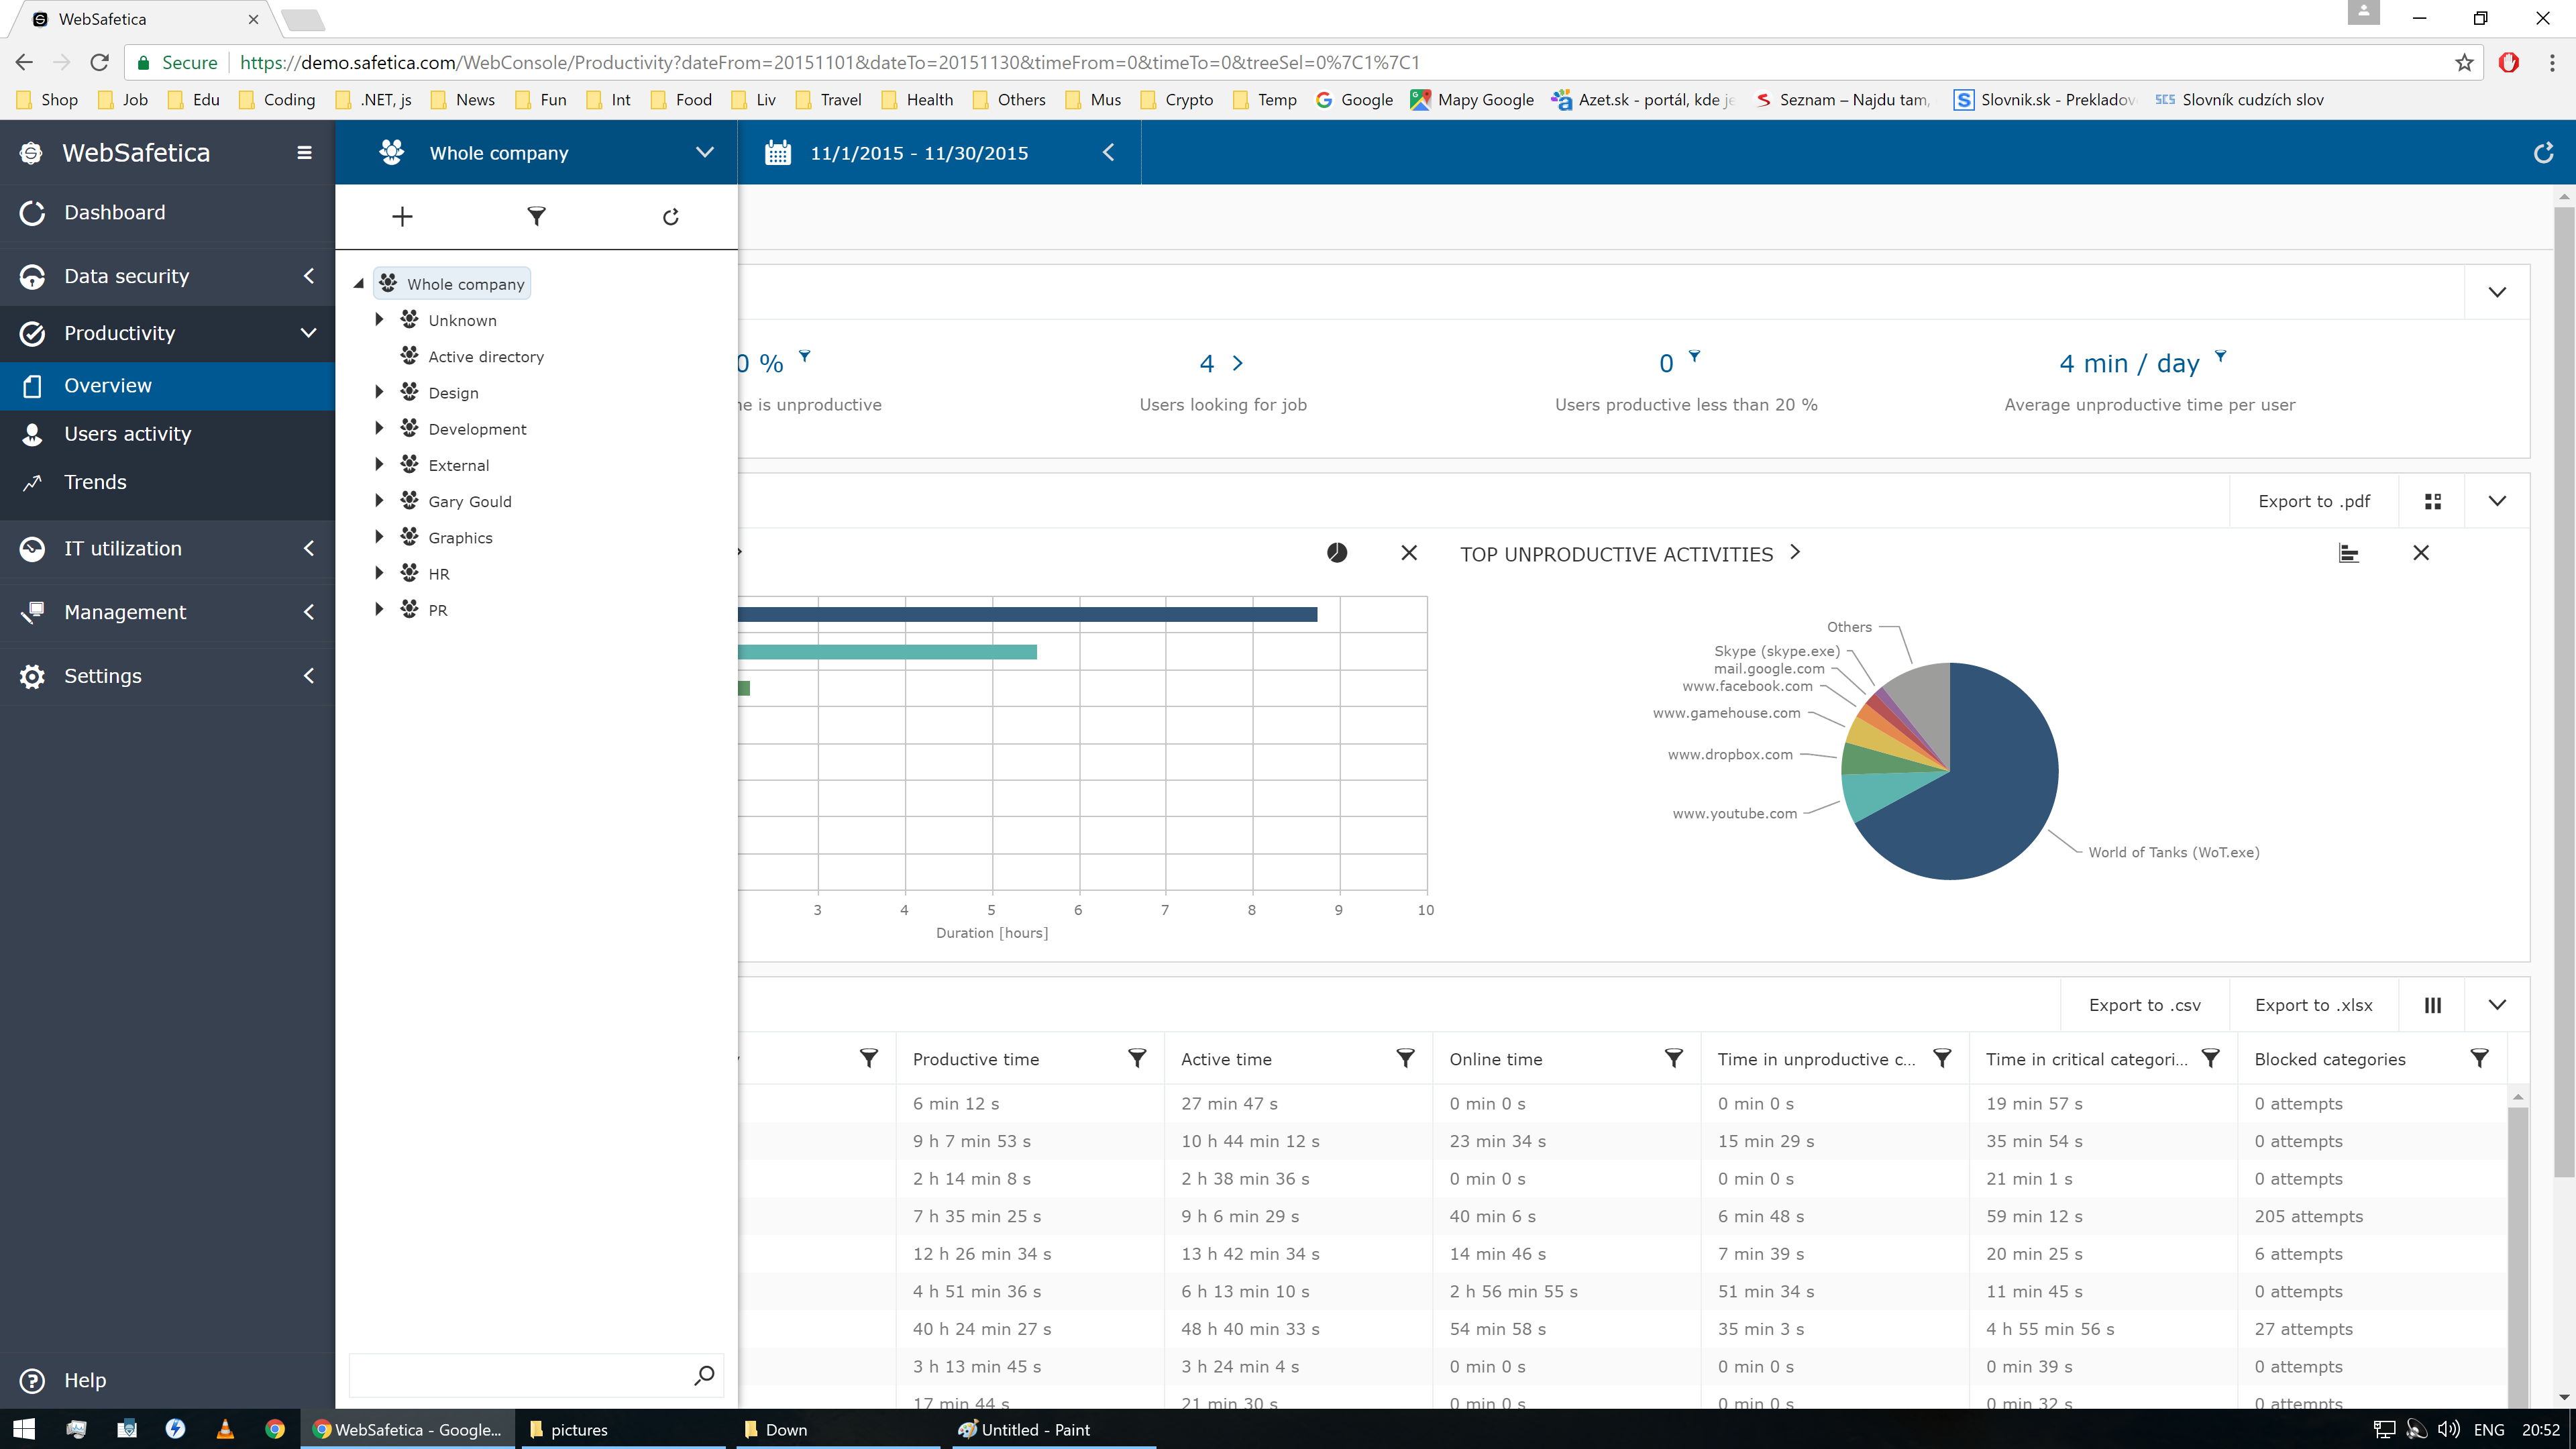 WebSafetica
Secure
https://demo.safetica.com/WebConsole/Productivity?dateFrom=20151101&dateTo=20151130&timeFrom=0&timeTo=0&treeSel=0%7C1%7C1
Shop Job Edu Coding .NET, js News Fun Int Food Liv Travel Health Others Mus Crypto Temp Google Mapy Google Azet.sk - portál, kde je Seznam – Najdu tam, Slovnik.sk - Prekladov SCS Slovník cudzích slov
WebSafetica
Whole company
11/1/2015 - 11/30/2015
Dashboard
Data security
Productivity
Overview
Users activity
Trends
IT utilization
Management
Settings
Help
Whole company
Unknown
Active directory
Design
Development
External
Gary Gould
Graphics
HR
PR
0 %
ne is unproductive
4
Users looking for job
0
Users productive less than 20 %
4 min / day
Average unproductive time per user
Export to .pdf
3 4 5 6 7 8 9 10
Duration [hours]
TOP UNPRODUCTIVE ACTIVITIES
Others
Skype (skype.exe)
mail.google.com
www.facebook.com
www.gamehouse.com
www.dropbox.com
www.youtube.com
World of Tanks (WoT.exe)
Export to .csv Export to .xlsx
Productive time Active time Online time Time in unproductive c... Time in critical categori... Blocked categories
6 min 12 s 27 min 47 s 0 min 0 s 0 min 0 s 19 min 57 s 0 attempts
9 h 7 min 53 s 10 h 44 min 12 s 23 min 34 s 15 min 29 s 35 min 54 s 0 attempts
2 h 14 min 8 s 2 h 38 min 36 s 0 min 0 s 0 min 0 s 21 min 1 s 0 attempts
7 h 35 min 25 s 9 h 6 min 29 s 40 min 6 s 6 min 48 s 59 min 12 s 205 attempts
12 h 26 min 34 s 13 h 42 min 34 s 14 min 46 s 7 min 39 s 20 min 25 s 6 attempts
4 h 51 min 36 s 6 h 13 min 10 s 2 h 56 min 55 s 51 min 34 s 11 min 45 s 0 attempts
40 h 24 min 27 s 48 h 40 min 33 s 54 min 58 s 35 min 3 s 4 h 55 min 56 s 27 attempts
3 h 13 min 45 s 3 h 24 min 4 s 0 min 0 s 0 min 0 s 0 min 39 s 0 attempts
17 min 44 s 21 min 30 s 0 min 0 s 0 min 0 s 0 min 32 s 0 attempts
WebSafetica - Google... pictures Down Untitled - Paint ENG 20:52